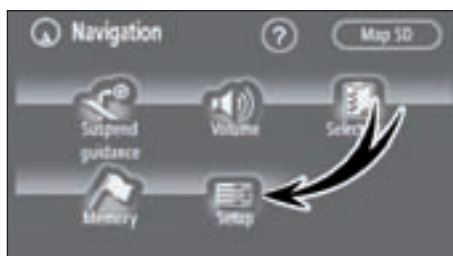 Navigation ? Map SD
Suspend Volume
guidance
Memory Setup